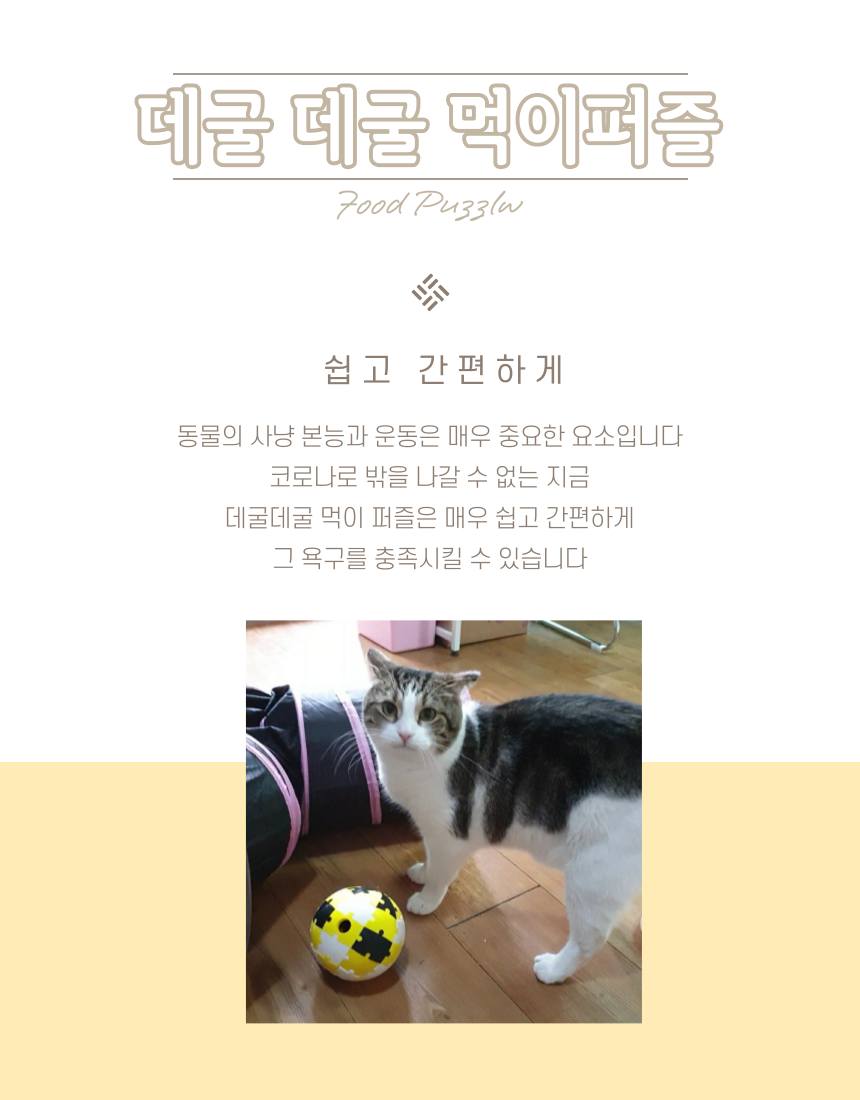 데굴 데굴 먹이퍼즐
Food Puzzlw
쉽고 간편하게
동물의 사냥 본능과 운동은 매우 중요한 요소입니다
코로나로 밖을 나갈 수 없는 지금
데굴데굴 먹이 퍼즐은 매우 쉽고 간편하게
그 욕구를 충족시킬 수 있습니다